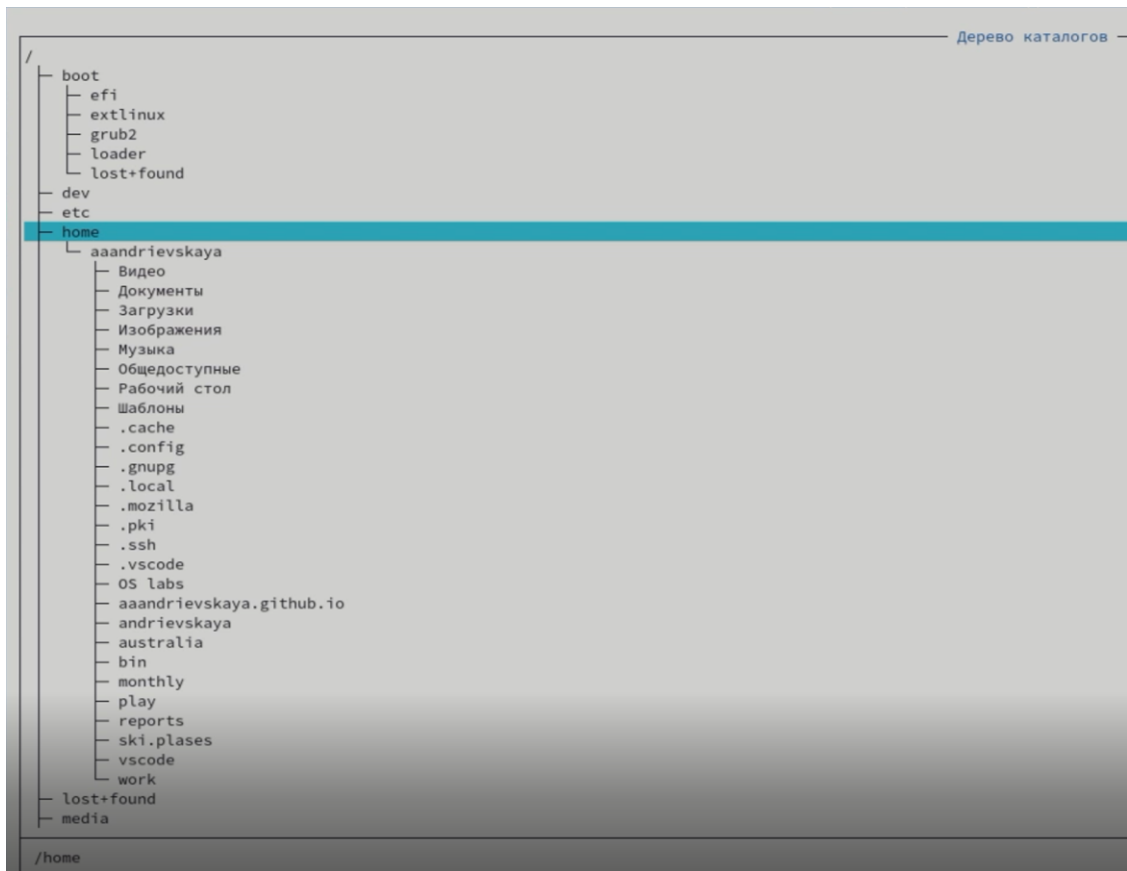 Дерево каталогов
/
boot
efi
extlinux
grub2
loader
lost+found
dev
etc
home
aaandrievskaya
Видео
Документы
Загрузки
Изображения
Музыка
Общедоступные
Рабочий стол
Шаблоны
.cache
.config
.gnupg
.local
.mozilla
.pki
.ssh
.vscode
OS labs
aaandrievskaya.github.io
andrievskaya
australia
bin
monthly
play
reports
ski.plases
vscode
work
lost+found
media
/home